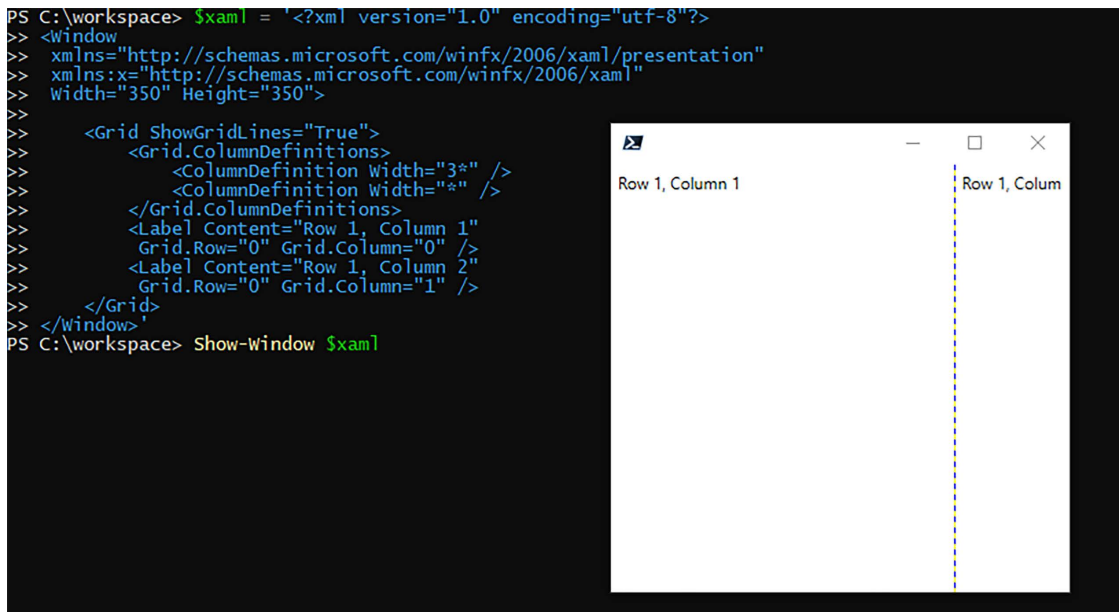 PS C:\workspace> $xaml = '<?xml version="1.0" encoding="utf-8"?>
>> <Window
>>  xmlns="http://schemas.microsoft.com/winfx/2006/xaml/presentation"
>>  xmlns:x="http://schemas.microsoft.com/winfx/2006/xaml"
>>  Width="350" Height="350">
>>
>>     <Grid ShowGridLines="True">
>>         <Grid.ColumnDefinitions>
>>             <ColumnDefinition Width="3*" />
>>             <ColumnDefinition Width="*" />
>>         </Grid.ColumnDefinitions>
>>         <Label Content="Row 1, Column 1"
>>          Grid.Row="0" Grid.Column="0" />
>>         <Label Content="Row 1, Column 2"
>>          Grid.Row="0" Grid.Column="1" />
>>     </Grid>
>> </Window>'
PS C:\workspace> Show-Window $xaml
Row 1, Column 1
Row 1, Colum